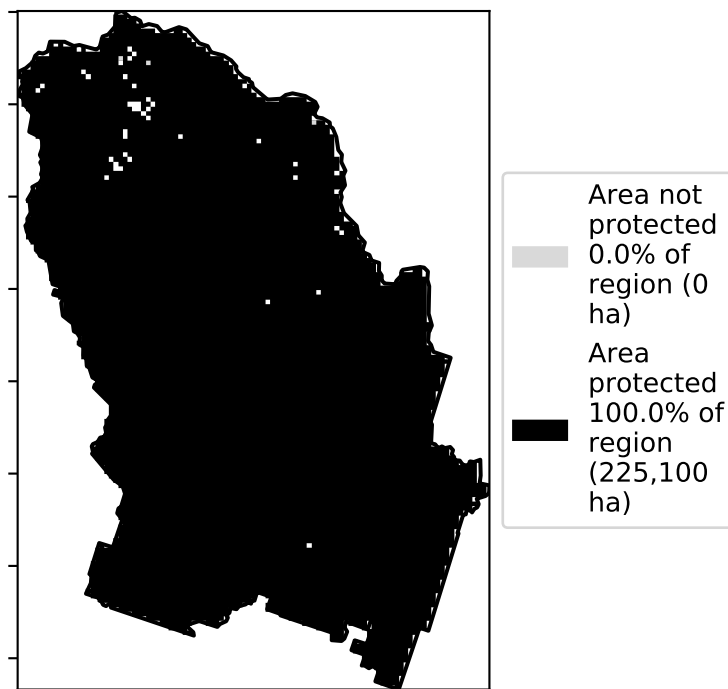 Area not
protected
0.0% of
region (0
ha)
Area
protected
100.0% of
region
(225,100
ha)